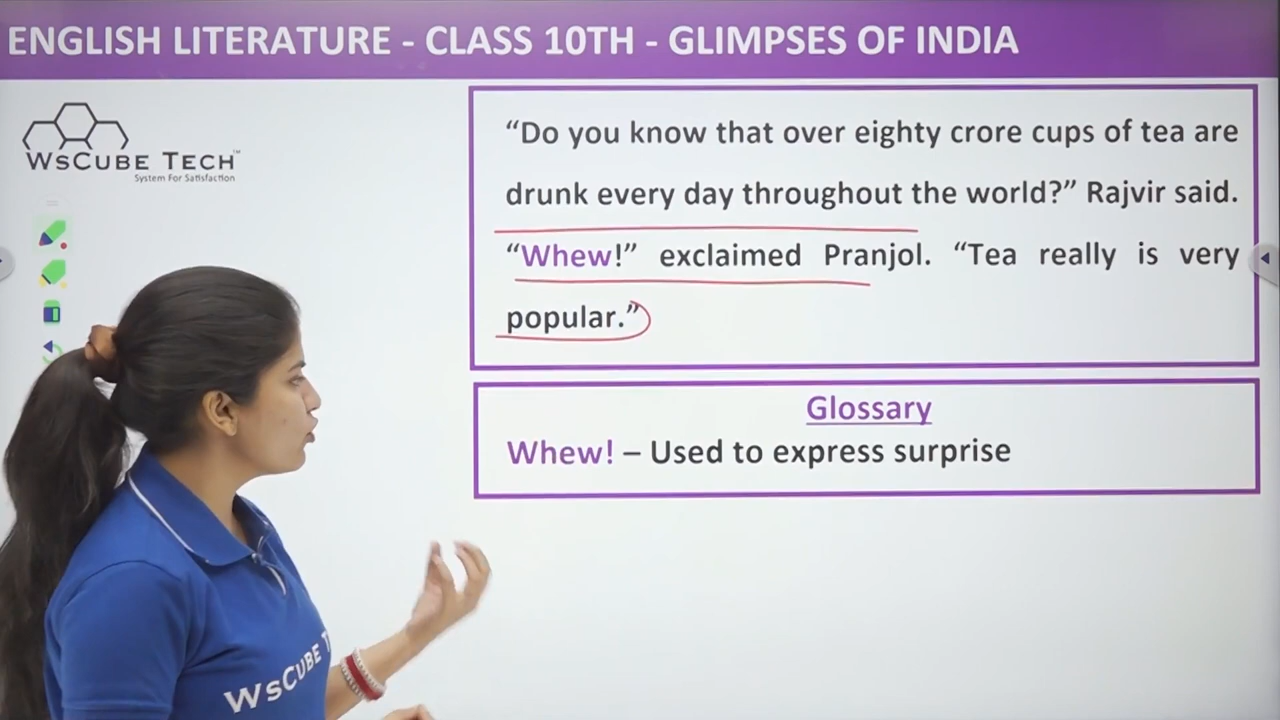 ENGLISH LITERATURE - CLASS 10TH - GLIMPSES OF INDIA
WsCube Tech™
System For Satisfaction
“Do you know that over eighty crore cups of tea are
drunk every day throughout the world?” Rajvir said.
“Whew!” exclaimed Pranjol. “Tea really is very
popular.”
Glossary
Whew! – Used to express surprise
WsCube T